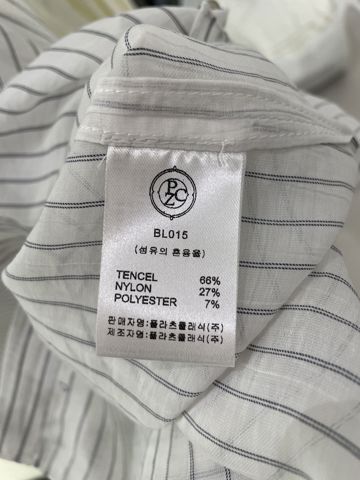 PZC
BL015
(섬유의 혼용율)
TENCEL 66%
NYLON 27%
POLYESTER 7%
판매자명:플라츠클래식(주)
제조자명:플라츠클래식(주)